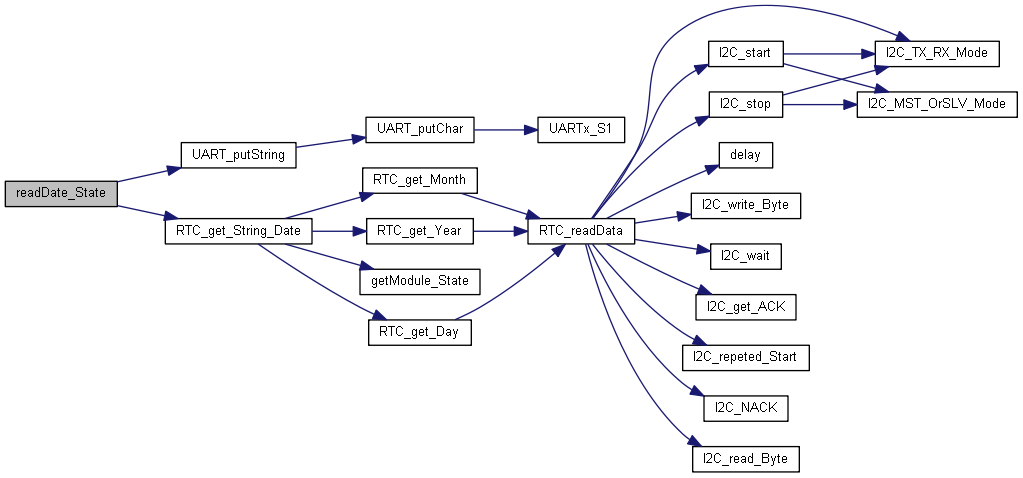 readDate_State
UART_putString
UART_putChar
UARTx_S1
RTC_get_String_Date
RTC_get_Month
RTC_get_Year
getModule_State
RTC_get_Day
RTC_readData
I2C_start
I2C_TX_RX_Mode
I2C_stop
I2C_MST_OrSLV_Mode
delay
I2C_write_Byte
I2C_wait
I2C_get_ACK
I2C_repeted_Start
I2C_NACK
I2C_read_Byte